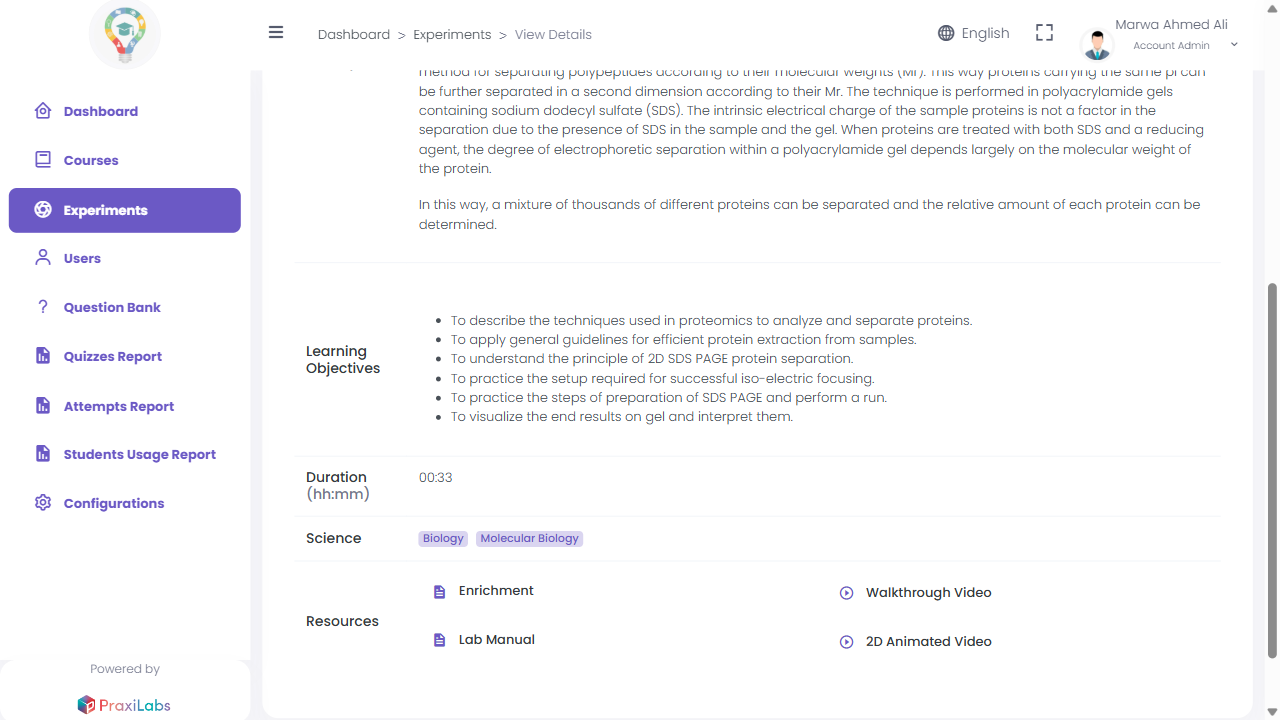 Dashboard > Experiments > View Details
English
Marwa Ahmed Ali
Account Admin
Dashboard
Courses
Experiments
Users
Question Bank
Quizzes Report
Attempts Report
Students Usage Report
Configurations
Powered by
PraxiLabs
method for separating polypeptides according to their molecular weights (Mr). This way proteins carrying the same pI can
be further separated in a second dimension according to their Mr. The technique is performed in polyacrylamide gels
containing sodium dodecyl sulfate (SDS). The intrinsic electrical charge of the sample proteins is not a factor in the
separation due to the presence of SDS in the sample and the gel. When proteins are treated with both SDS and a reducing
agent, the degree of electrophoretic separation within a polyacrylamide gel depends largely on the molecular weight of
the protein.
In this way, a mixture of thousands of different proteins can be separated and the relative amount of each protein can be
determined.
Learning
Objectives
To describe the techniques used in proteomics to analyze and separate proteins.
To apply general guidelines for efficient protein extraction from samples.
To understand the principle of 2D SDS PAGE protein separation.
To practice the setup required for successful iso-electric focusing.
To practice the steps of preparation of SDS PAGE and perform a run.
To visualize the end results on gel and interpret them.
Duration
(hh:mm)
00:33
Science
Biology Molecular Biology
Resources
Enrichment
Walkthrough Video
Lab Manual
2D Animated Video